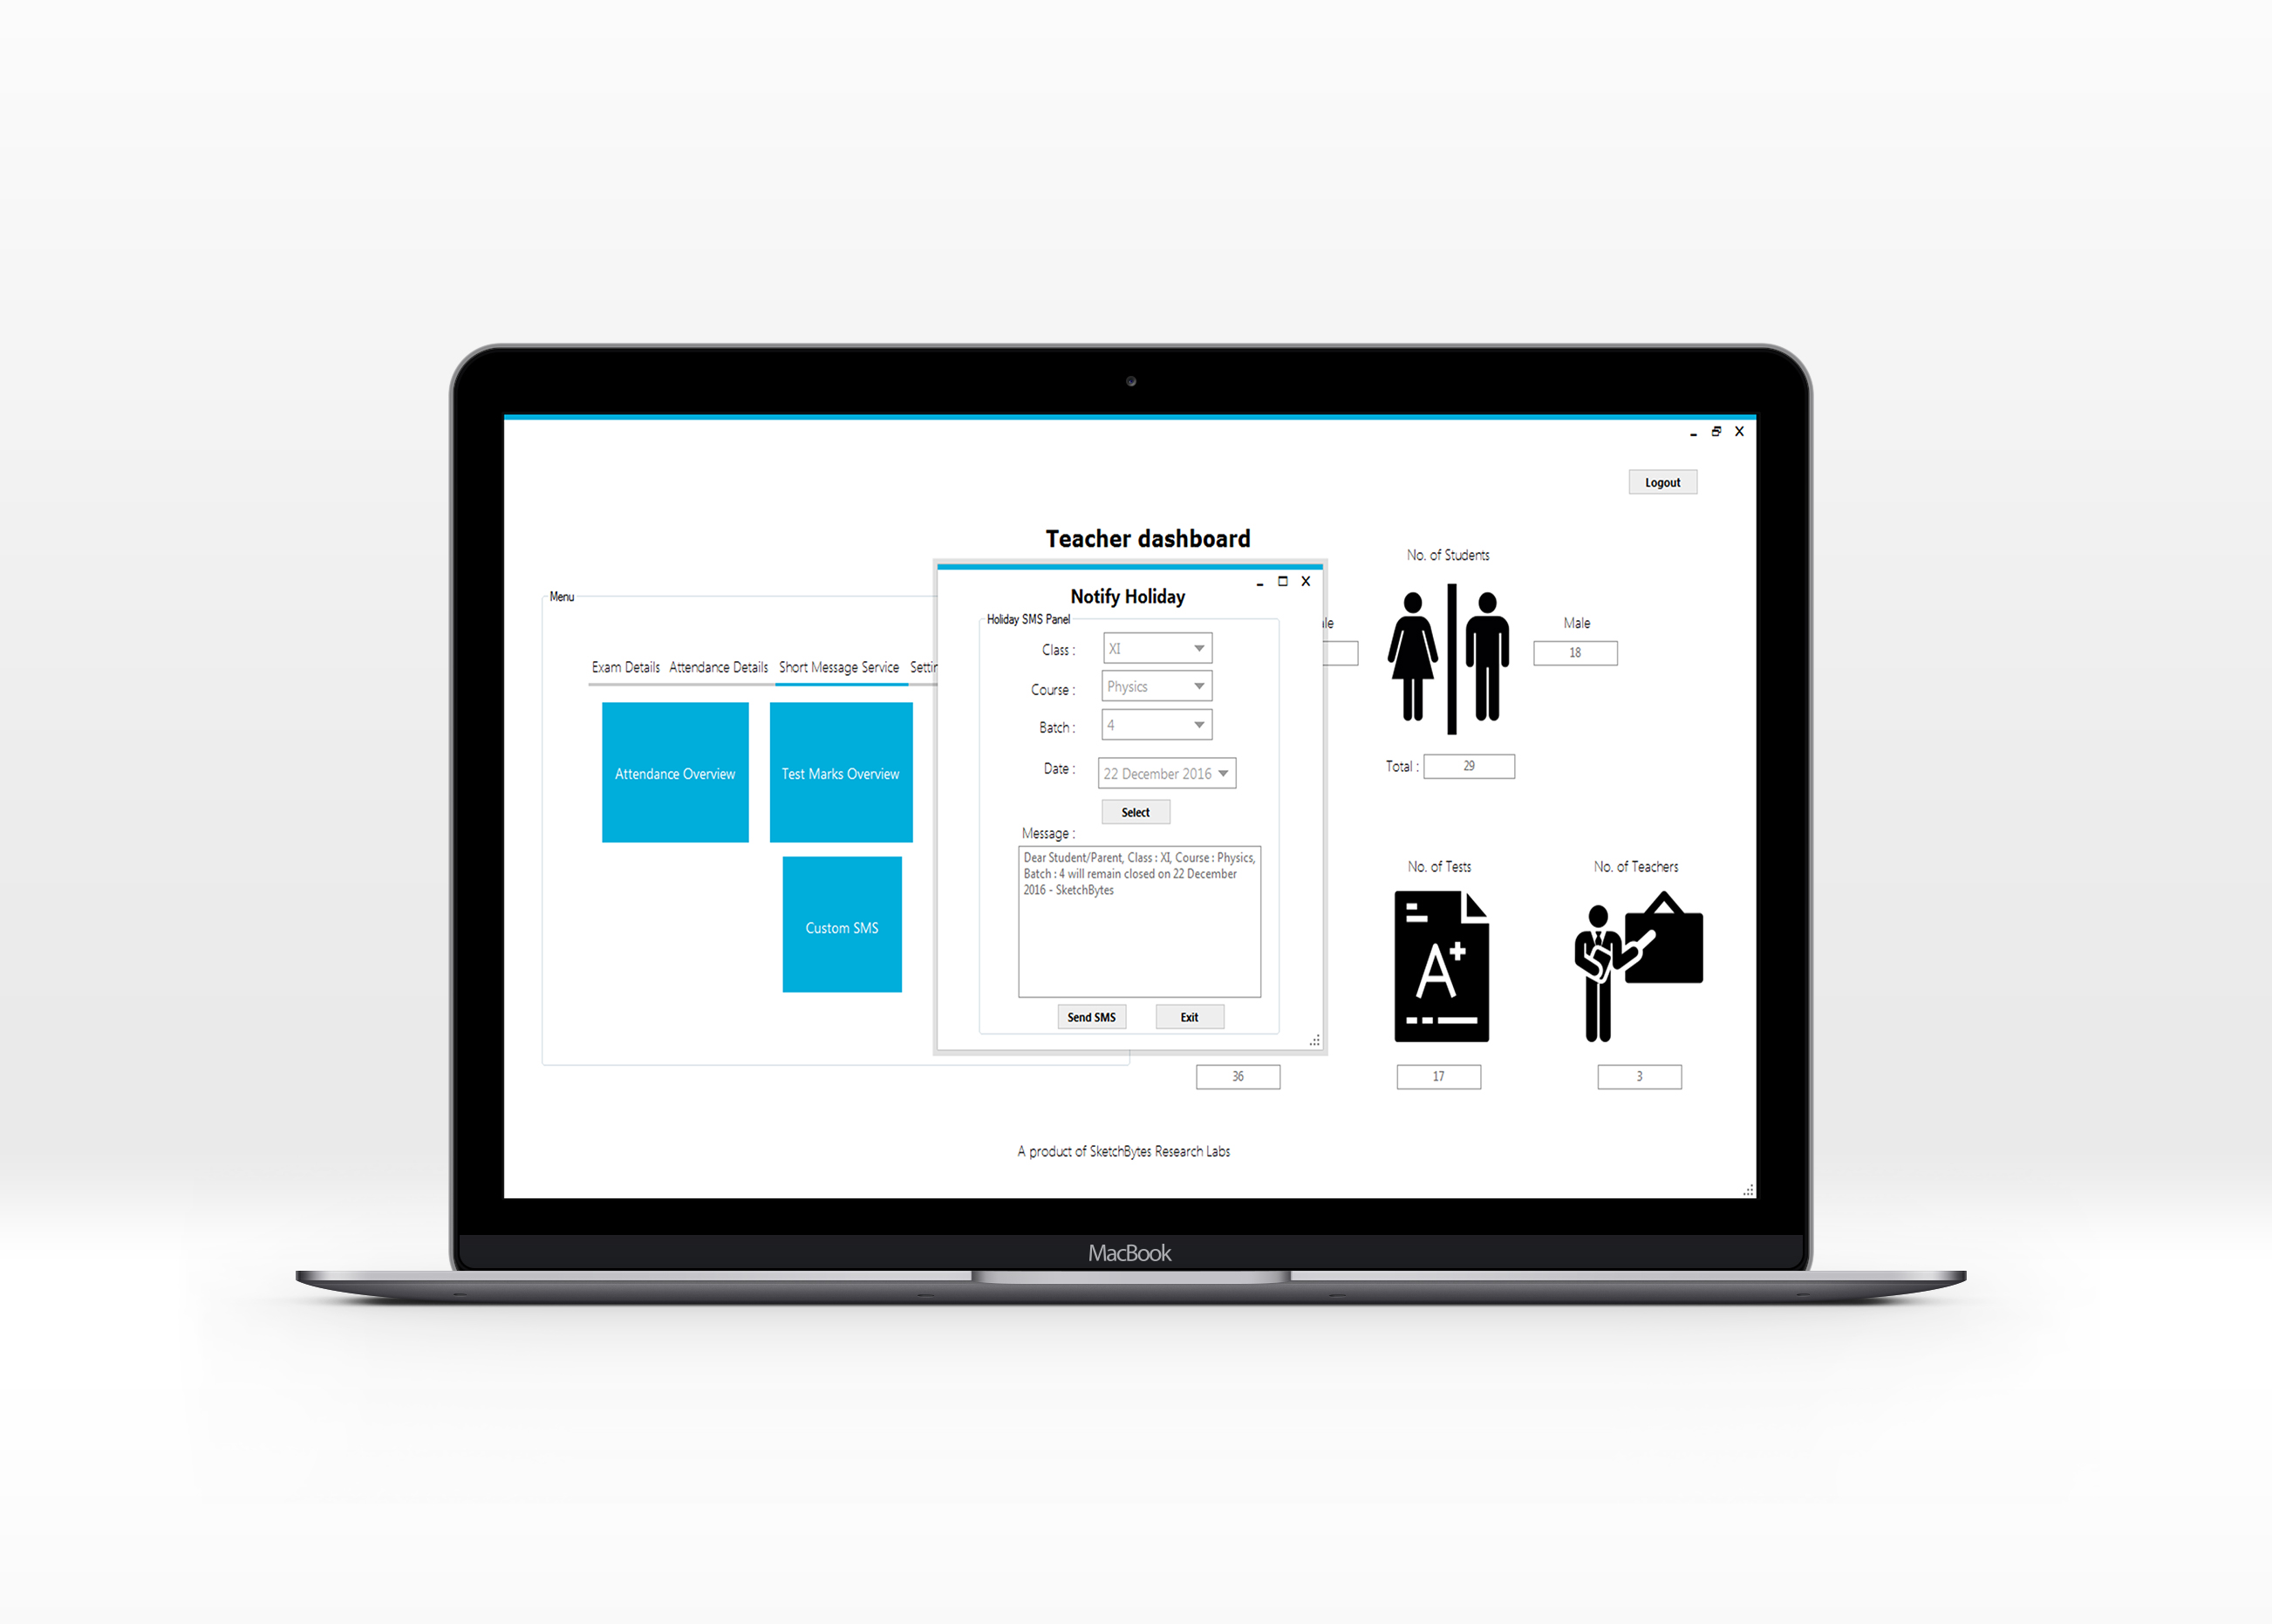 Logout
Teacher dashboard
No. of Students
Menu
Exam Details Attendance Details Short Message Service
Attendance Overview
Test Marks Overview
Custom SMS
Notify Holiday
Holiday SMS Panel
Class : XI
Course : Physics
Batch : 4
Date : 22 December 2016
Select
Message :
Dear Student/Parent, Class : XI, Course : Physics,
Batch : 4 will remain closed on 22 December
2016 - SketchBytes
Send SMS Exit
Male
18
Total : 29
No. of Tests
No. of Teachers
A+
36
17
3
A product of SketchBytes Research Labs
MacBook